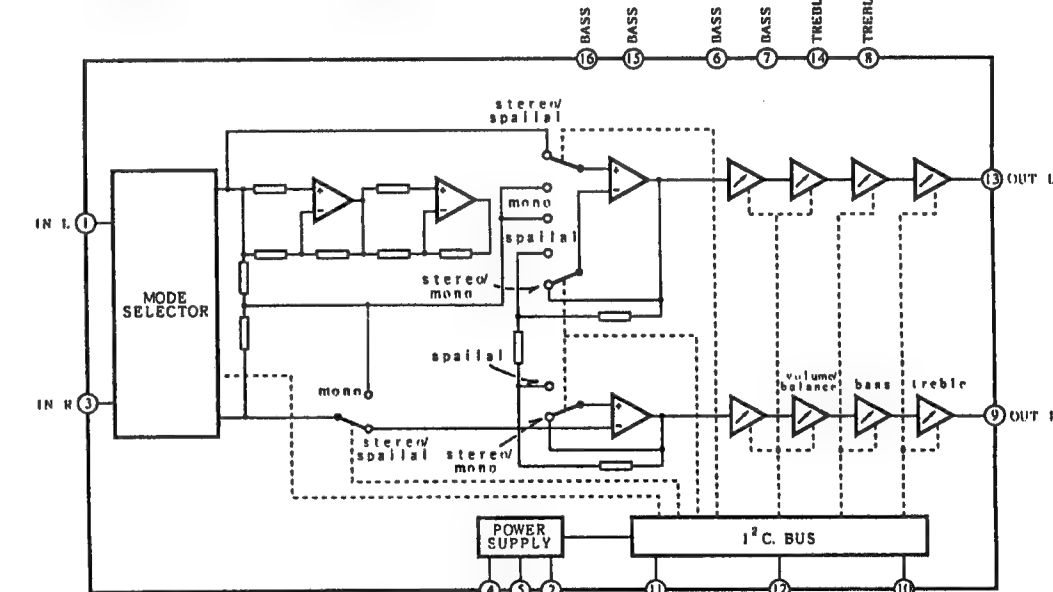 BASS
BASS
BASS
BASS
TREBL
TREBL
16
15
6
7
14
8
stereo/
spatial
mono
spatial
stereo/
mono
IN L
1
MODE
SELECTOR
13
OUT L
spatial
mono
stereo/
spatial
stereo/
mono
volume/
balance
bass
treble
IN R
3
9
OUT
POWER
SUPPLY
I²C. BUS
4
5
2
11
12
10